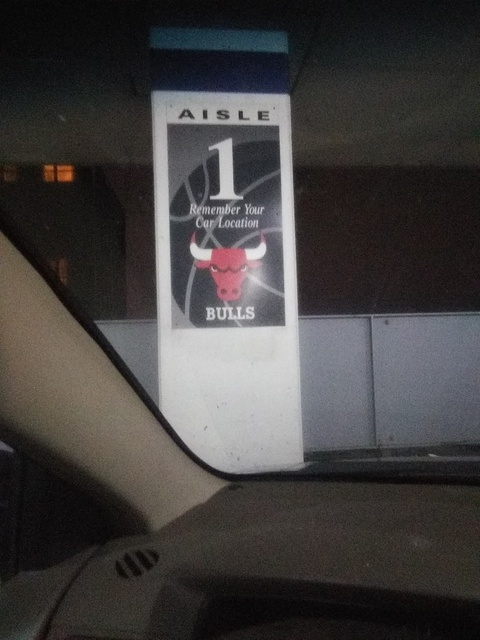 AISLE
1
Remember Your
Car Location
BULLS